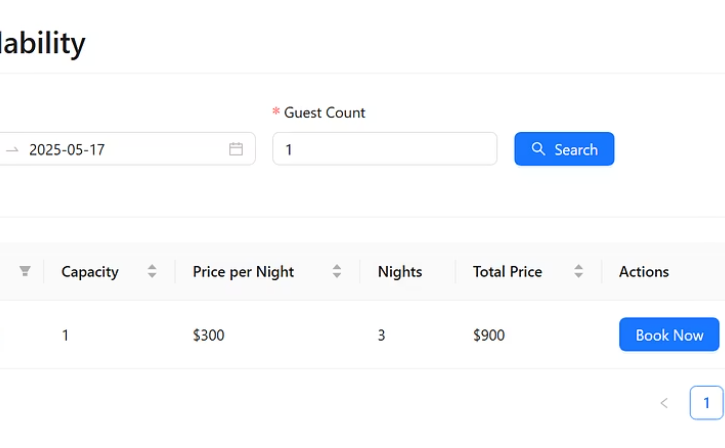 lability
* Guest Count
→ 2025-05-17 1 Search
Capacity Price per Night Nights Total Price Actions
1 $300 3 $900 Book Now
< 1